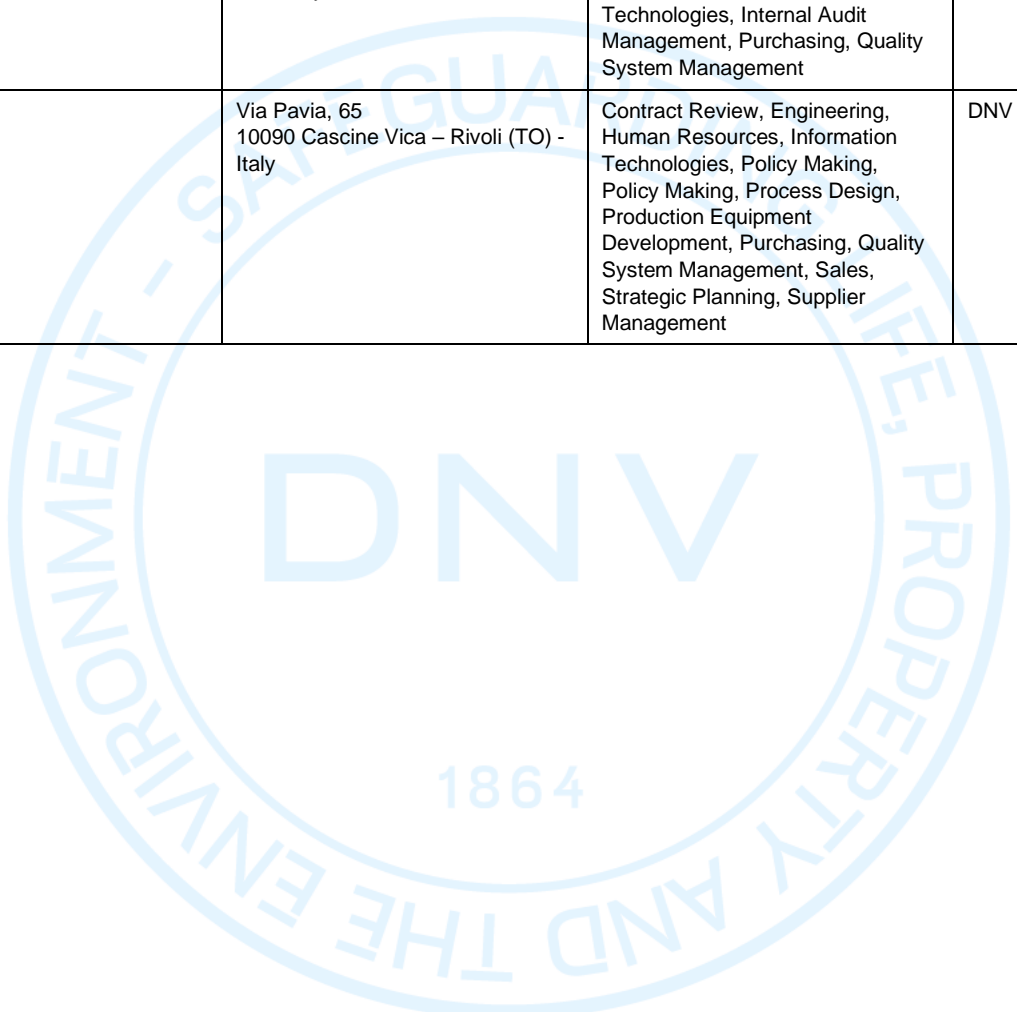 Technologies, Internal Audit
Management, Purchasing, Quality
System Management
Via Pavia, 65
10090 Cascine Vica – Rivoli (TO) -
Italy
Contract Review, Engineering,
Human Resources, Information
Technologies, Policy Making,
Policy Making, Process Design,
Production Equipment
Development, Purchasing, Quality
System Management, Sales,
Strategic Planning, Supplier
Management
DNV
SAFEGUARDING LIFE, PROPERTY AND THE ENVIRONMENT -
DNV
1864